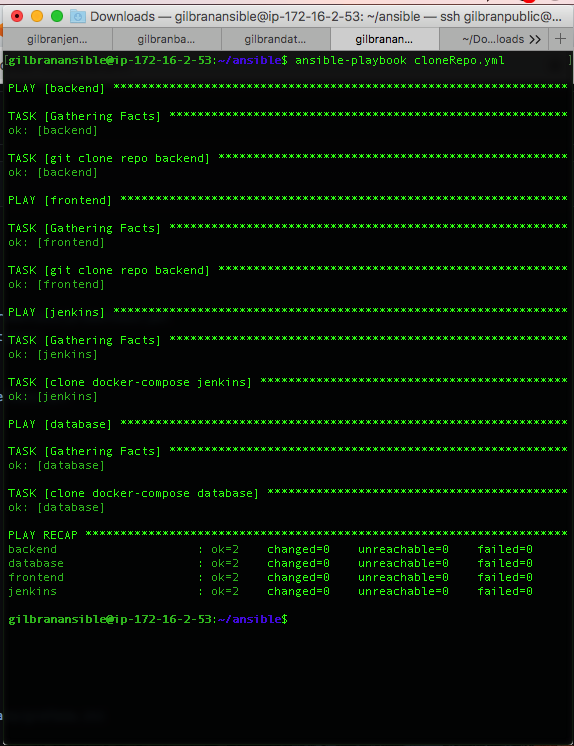 Downloads — gilbranansible@ip-172-16-2-53: ~/ansible — ssh gilbranpublic@...
gilbranjen... gilbranba... gilbrandat... gilbranan... ~/Do...loads >> +
gilbranansible@ip-172-16-2-53:~/ansible$ ansible-playbook cloneRepo.yml
PLAY [backend] *****************************************************************
TASK [Gathering Facts] *********************************************************
ok: [backend]
TASK [git clone repo backend] **************************************************
ok: [backend]
PLAY [frontend] ****************************************************************
TASK [Gathering Facts] *********************************************************
ok: [frontend]
TASK [git clone repo backend] **************************************************
ok: [frontend]
PLAY [jenkins] *****************************************************************
TASK [Gathering Facts] *********************************************************
ok: [jenkins]
TASK [clone docker-compose jenkins] ********************************************
ok: [jenkins]
PLAY [database] ****************************************************************
TASK [Gathering Facts] *********************************************************
ok: [database]
TASK [clone docker-compose database] *******************************************
ok: [database]
PLAY RECAP *********************************************************************
backend : ok=2 changed=0 unreachable=0 failed=0
database : ok=2 changed=0 unreachable=0 failed=0
frontend : ok=2 changed=0 unreachable=0 failed=0
jenkins : ok=2 changed=0 unreachable=0 failed=0
gilbranansible@ip-172-16-2-53:~/ansible$